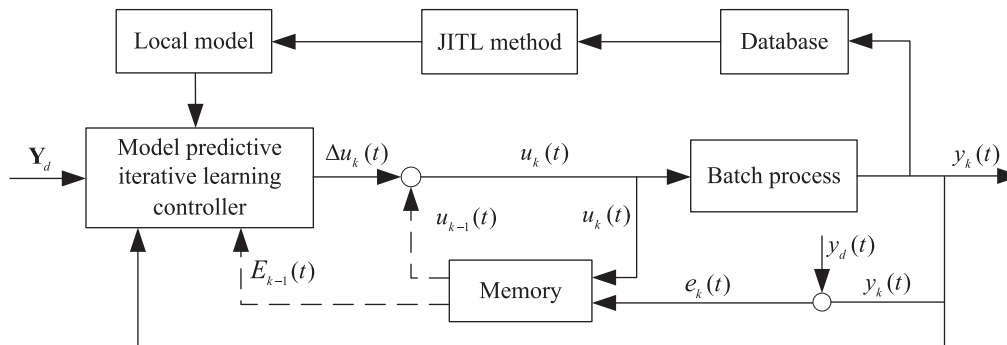 Local model
JITL method
Database
Y_d
Model predictive
iterative learning
controller
Δu_k(t)
u_k(t)
Batch process
y_k(t)
u_{k-1}(t)
u_k(t)
y_d(t)
E_{k-1}(t)
Memory
e_k(t)
y_k(t)